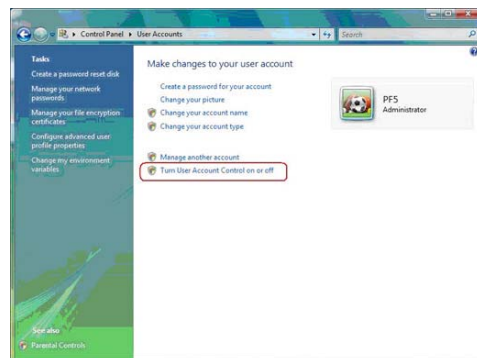 Control Panel ▸ User Accounts
Search
Tasks
Create a password reset disk
Manage your network
passwords
Manage your file encryption
certificates
Configure advanced user
profile properties
Change my environment
variables
See also
Parental Controls
Make changes to your user account
Create a password for your account
Change your picture
Change your account name
Change your account type
Manage another account
Turn User Account Control on or off
PF5
Administrator